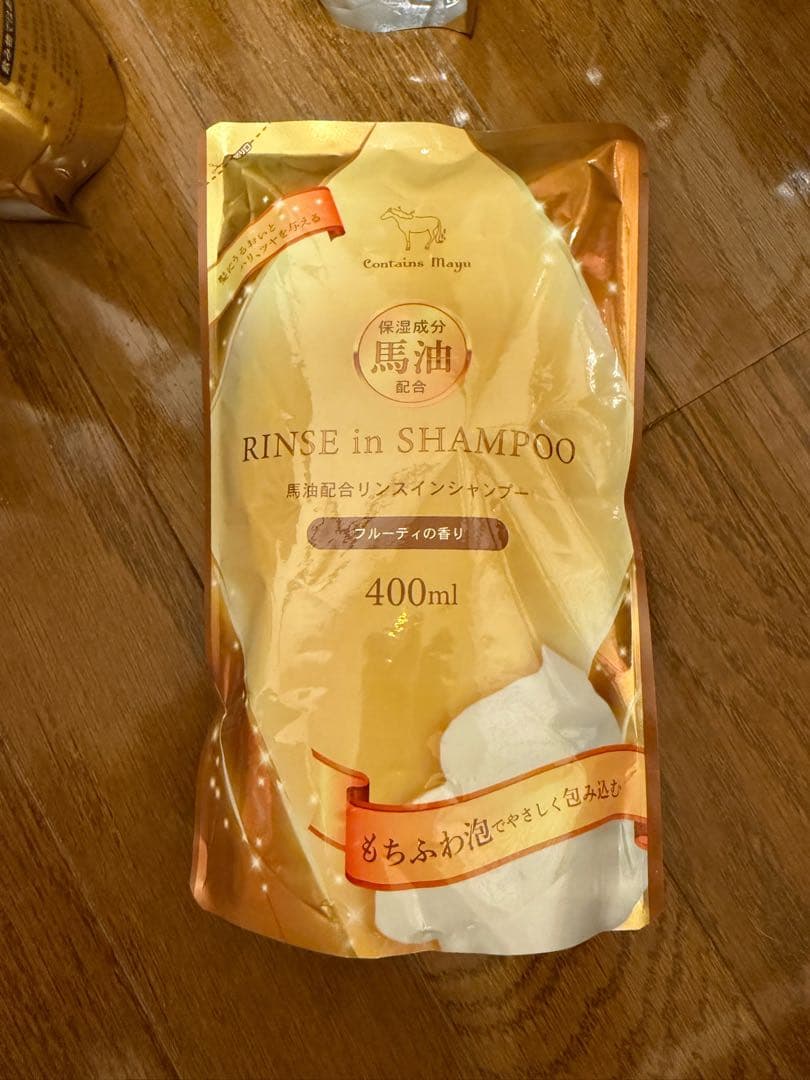 髪にうるおいと
ハリ、ツヤを与える
Contains Mayu
保湿成分
馬油
配合
RINSE in SHAMPOO
馬油配合リンスインシャンプー
フルーティの香り
400ml
もちふわ泡でやさしく包み込む